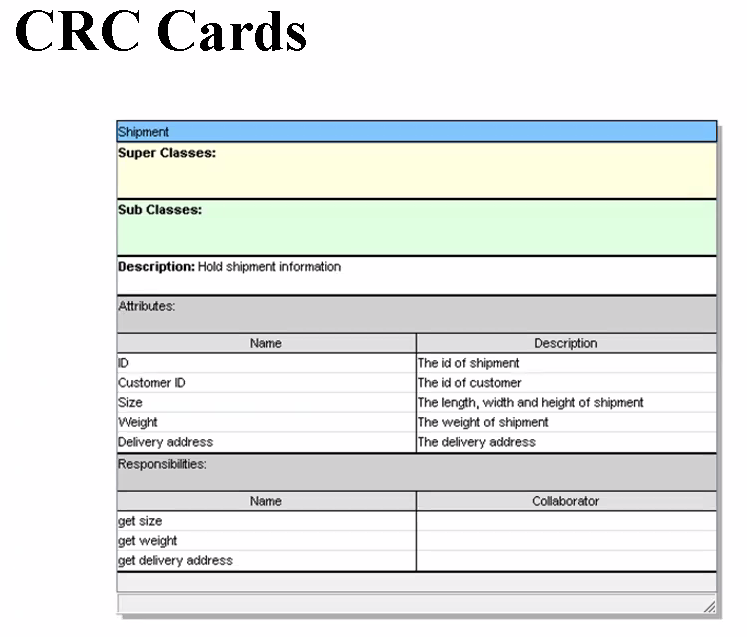 CRC Cards
Shipment
Super Classes:
Sub Classes:
Description: Hold shipment information
Attributes:
Name Description
ID The id of shipment
Customer ID The id of customer
Size The length, width and height of shipment
Weight The weight of shipment
Delivery address The delivery address
Responsibilities:
Name Collaborator
get size
get weight
get delivery address